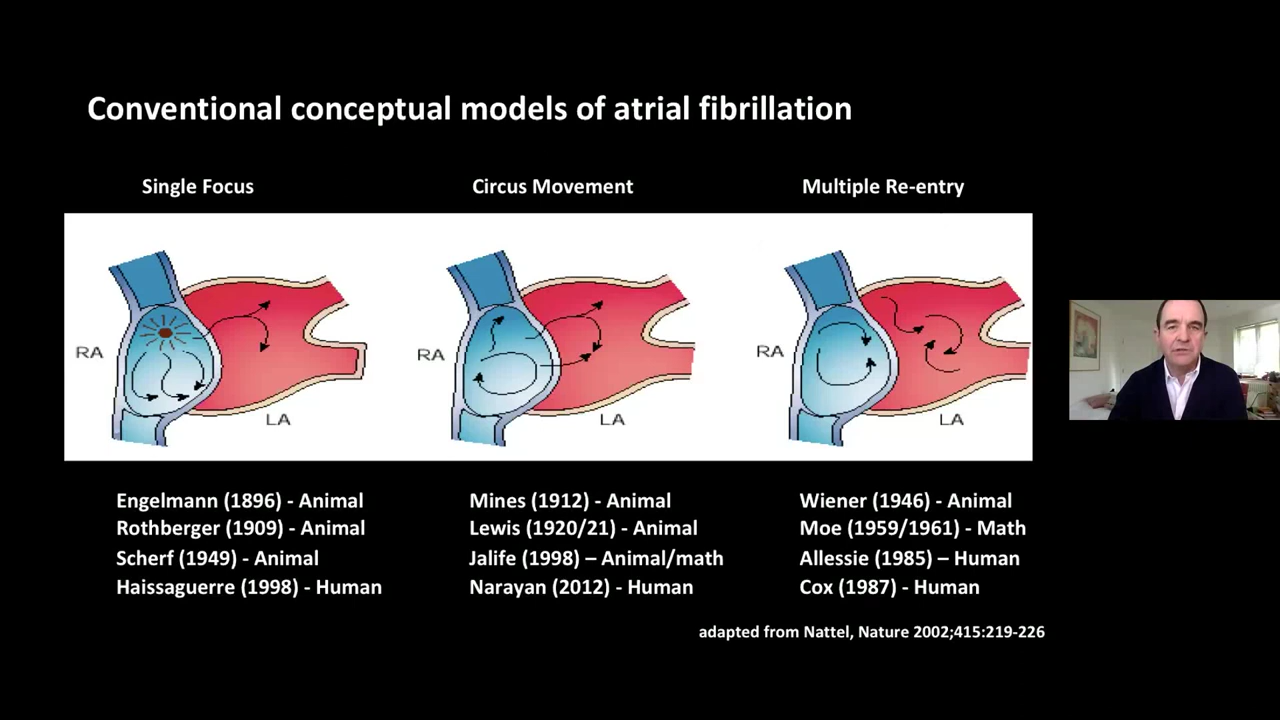 Conventional conceptual models of atrial fibrillation
Single Focus
Circus Movement
Multiple Re-entry
RA
LA
RA
LA
RA
LA
Engelmann (1896) - Animal
Rothberger (1909) - Animal
Scherf (1949) - Animal
Haissaguerre (1998) - Human
Mines (1912) - Animal
Lewis (1920/21) - Animal
Jalife (1998) – Animal/math
Narayan (2012) - Human
Wiener (1946) - Animal
Moe (1959/1961) - Math
Allessie (1985) – Human
Cox (1987) - Human
adapted from Nattel, Nature 2002;415:219-226